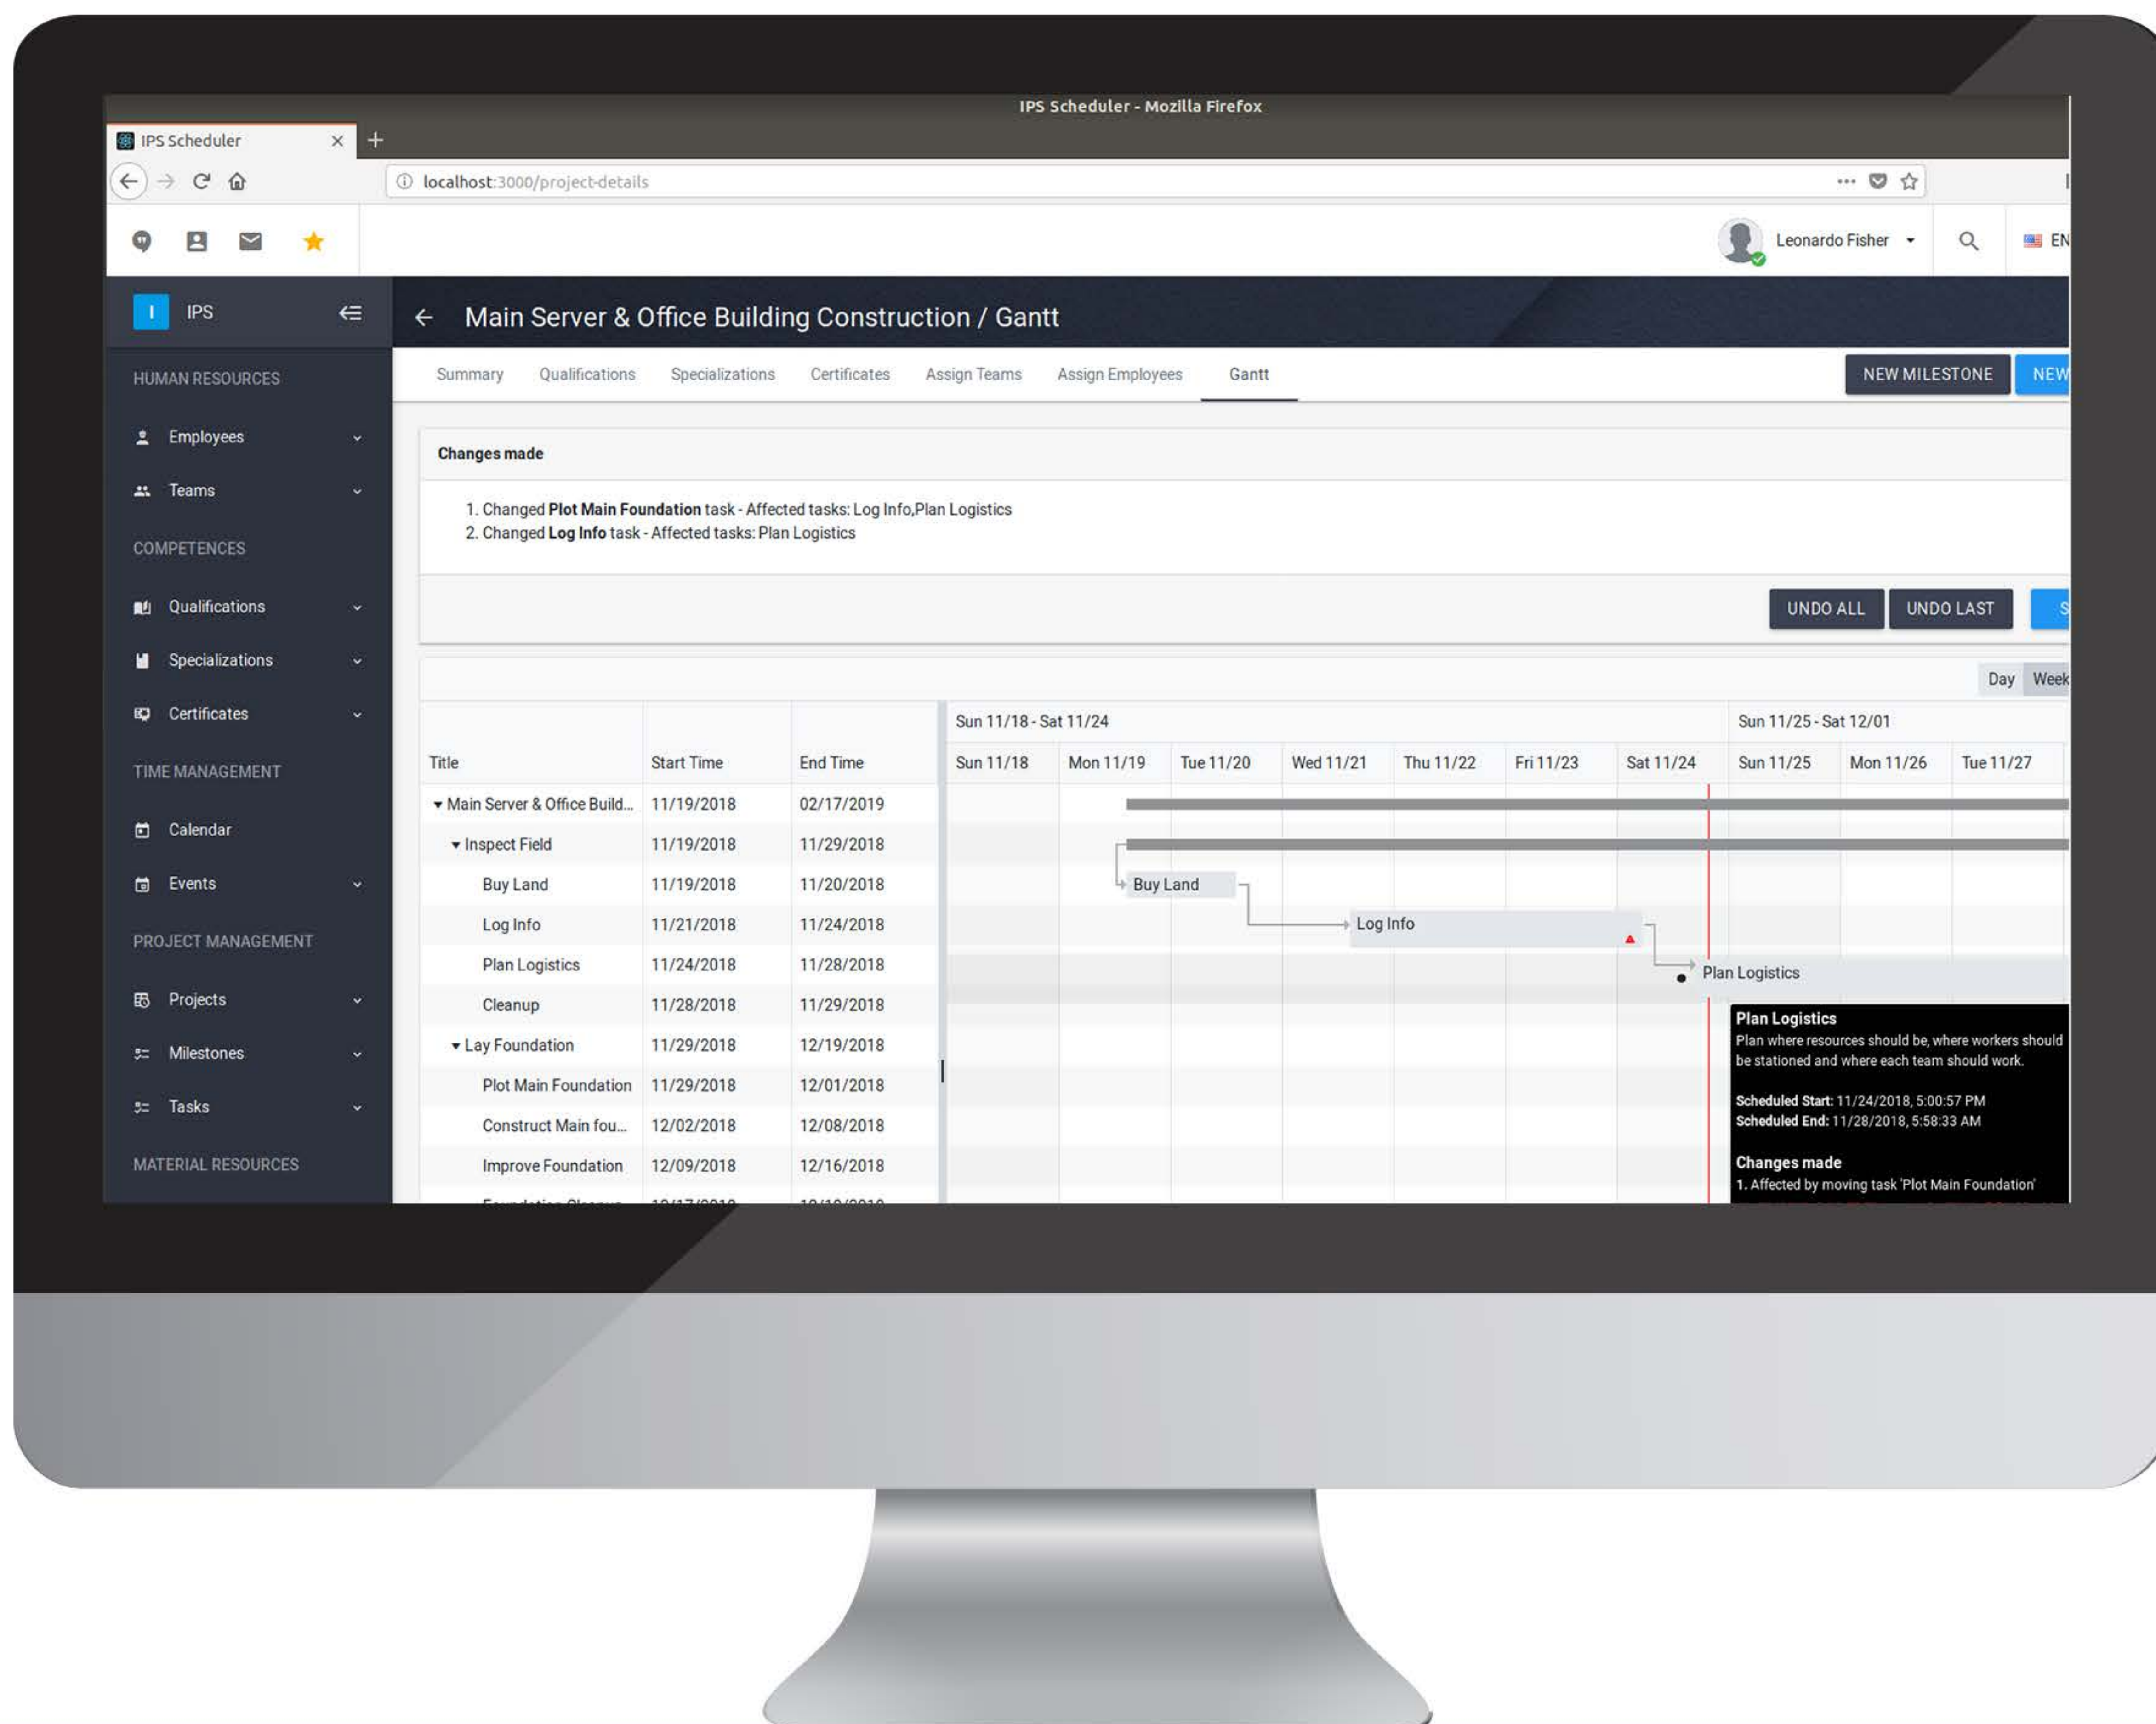 IPS Scheduler - Mozilla Firefox
IPS Scheduler
localhost:3000/project-details
Leonardo Fisher
EN
I IPS
Main Server & Office Building Construction / Gantt
HUMAN RESOURCES
Employees
Teams
COMPETENCES
Qualifications
Specializations
Certificates
TIME MANAGEMENT
Calendar
Events
PROJECT MANAGEMENT
Projects
Milestones
Tasks
MATERIAL RESOURCES
Summary Qualifications Specializations Certificates Assign Teams Assign Employees Gantt
NEW MILESTONE NEW
Changes made
1. Changed Plot Main Foundation task - Affected tasks: Log Info,Plan Logistics
2. Changed Log Info task - Affected tasks: Plan Logistics
UNDO ALL UNDO LAST S
Day Week
Sun 11/18 - Sat 11/24 Sun 11/25 - Sat 12/01
Title Start Time End Time Sun 11/18 Mon 11/19 Tue 11/20 Wed 11/21 Thu 11/22 Fri 11/23 Sat 11/24 Sun 11/25 Mon 11/26 Tue 11/27
Main Server & Office Build... 11/19/2018 02/17/2019
Inspect Field 11/19/2018 11/29/2018
Buy Land 11/19/2018 11/20/2018 Buy Land
Log Info 11/21/2018 11/24/2018 Log Info
Plan Logistics 11/24/2018 11/28/2018 Plan Logistics
Cleanup 11/28/2018 11/29/2018
Lay Foundation 11/29/2018 12/19/2018
Plot Main Foundation 11/29/2018 12/01/2018
Construct Main fou... 12/02/2018 12/08/2018
Improve Foundation 12/09/2018 12/16/2018
Plan Logistics
Plan where resources should be, where workers should
be stationed and where each team should work.
Scheduled Start: 11/24/2018, 5:00:57 PM
Scheduled End: 11/28/2018, 5:58:33 AM
Changes made
1. Affected by moving task 'Plot Main Foundation'